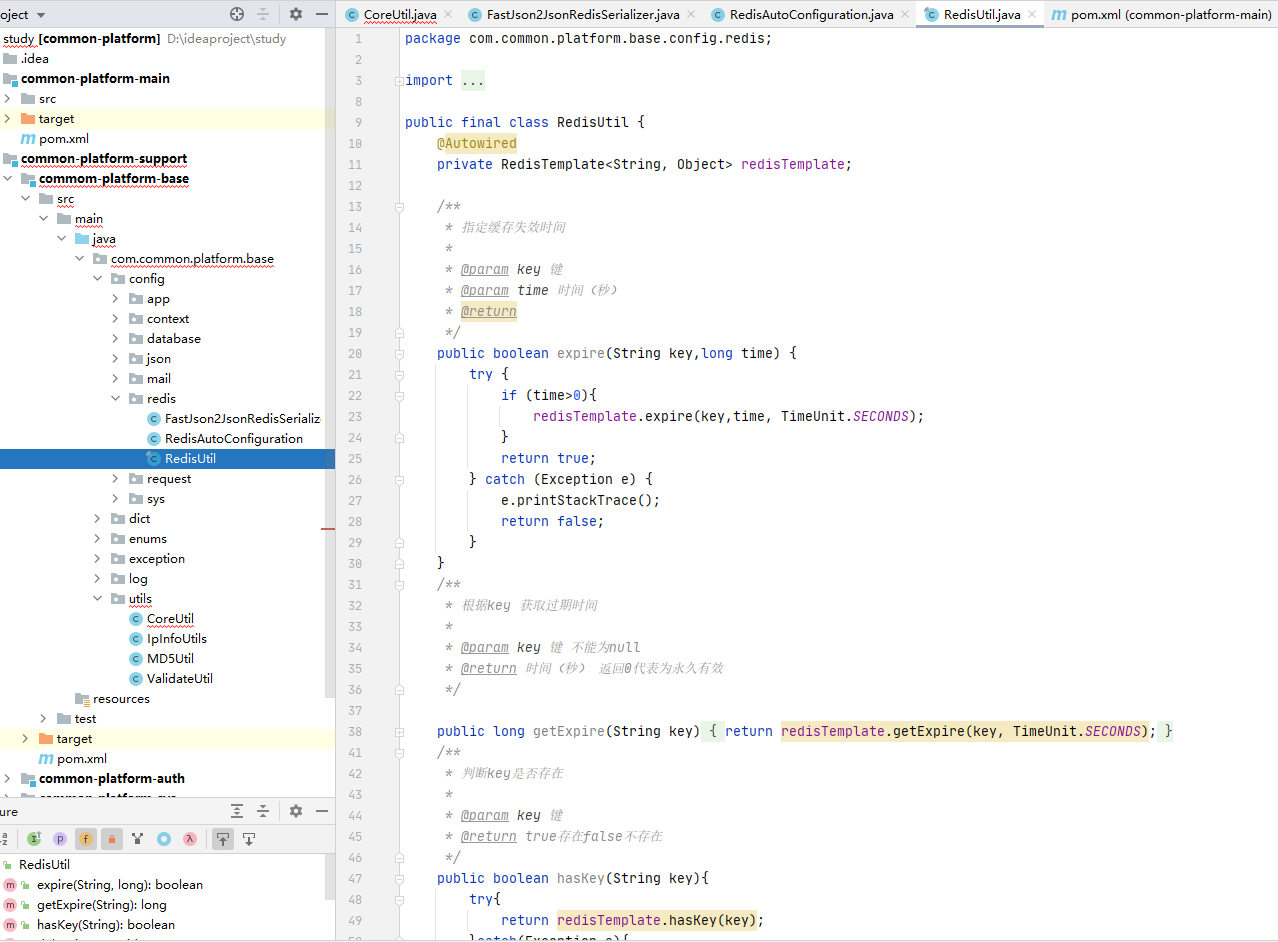 oject
study [common-platform] D:\ideaproject\study
.idea
common-platform-main
src
target
pom.xml
common-platform-support
commom-platform-base
src
main
java
com.common.platform.base
config
app
context
database
json
mail
redis
FastJson2JsonRedisSerializ
RedisAutoConfiguration
RedisUtil
request
sys
dict
enums
exception
log
utils
CoreUtil
IpInfoUtils
MD5Util
ValidateUtil
resources
test
target
pom.xml
common-platform-auth
ure
RedisUtil
expire(String, long): boolean
getExpire(String): long
hasKey(String): boolean
CoreUtil.java FastJson2JsonRedisSerializer.java RedisAutoConfiguration.java RedisUtil.java pom.xml (common-platform-main)
1 package com.common.platform.base.config.redis;
2
3 import ...
8
9 public final class RedisUtil {
10 @Autowired
11 private RedisTemplate<String, Object> redisTemplate;
12
13 /**
14 * 指定缓存失效时间
15 *
16 * @param key 键
17 * @param time 时间（秒）
18 * @return
19 */
20 public boolean expire(String key,long time) {
21 try {
22 if (time>0){
23 redisTemplate.expire(key,time, TimeUnit.SECONDS);
24 }
25 return true;
26 } catch (Exception e) {
27 e.printStackTrace();
28 return false;
29 }
30 }
31 /**
32 * 根据key 获取过期时间
33 *
34 * @param key 键 不能为null
35 * @return 时间（秒） 返回0代表为永久有效
36 */
37
38 public long getExpire(String key) { return redisTemplate.getExpire(key, TimeUnit.SECONDS); }
41 /**
42 * 判断key是否存在
43 *
44 * @param key 键
45 * @return true存在false不存在
46 */
47 public boolean hasKey(String key){
48 try{
49 return redisTemplate.hasKey(key);